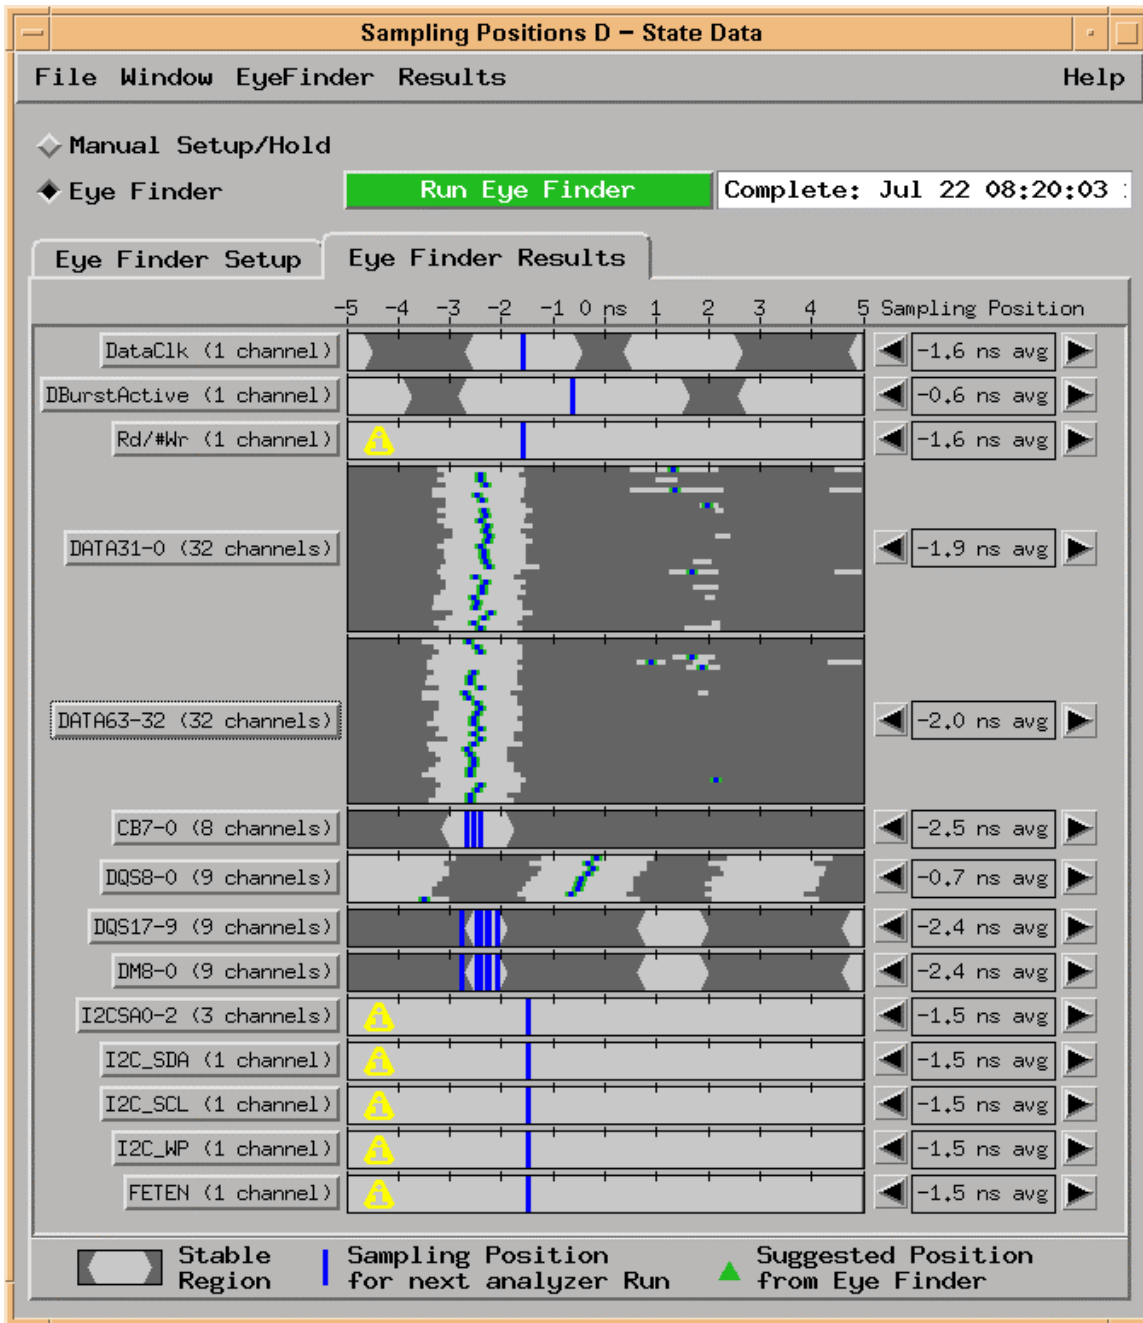 Sampling Positions D – State Data
File Window EyeFinder Results Help
Manual Setup/Hold
Eye Finder Run Eye Finder Complete: Jul 22 08:20:03
Eye Finder Setup Eye Finder Results
-5 -4 -3 -2 -1 0 ns 1 2 3 4 5 Sampling Position
DataClk (1 channel) -1.6 ns avg
DBurstActive (1 channel) -0.6 ns avg
Rd/#Wr (1 channel) -1.6 ns avg
DATA31-0 (32 channels) -1.9 ns avg
DATA63-32 (32 channels) -2.0 ns avg
CB7-0 (8 channels) -2.5 ns avg
DQS8-0 (9 channels) -0.7 ns avg
DQS17-9 (9 channels) -2.4 ns avg
DM8-0 (9 channels) -2.4 ns avg
I2CSA0-2 (3 channels) -1.5 ns avg
I2C_SDA (1 channel) -1.5 ns avg
I2C_SCL (1 channel) -1.5 ns avg
I2C_WP (1 channel) -1.5 ns avg
FETEN (1 channel) -1.5 ns avg
Stable Region
Sampling Position for next analyzer Run
Suggested Position from Eye Finder